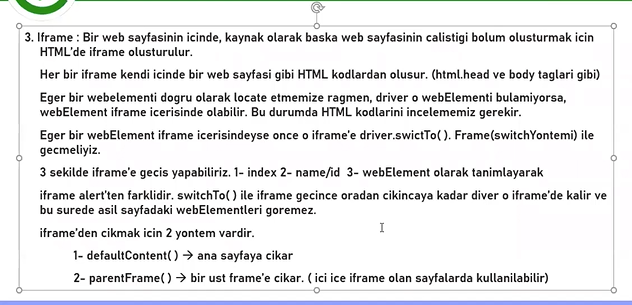 3. Iframe : Bir web sayfasinin icinde, kaynak olarak baska web sayfasinin calistigi bolum olusturmak icin
HTML'de iframe olusturulur.
Her bir iframe kendi icinde bir web sayfasi gibi HTML kodlardan olusur. (html.head ve body taglari gibi)
Eger bir webelementi dogru olarak locate etmemize ragmen, driver o webElementi bulamiyorsa,
webElement iframe icerisinde olabilir. Bu durumda HTML kodlarini incelememiz gerekir.
Eger bir webElement iframe icerisindeyse once o iframe'e driver.swictTo( ). Frame(switchYontemi) ile
gecmeliyiz.
3 sekilde iframe'e gecis yapabiliriz. 1- index 2- name/id 3- webElement olarak tanimlayarak
iframe alert'ten farklidir. switchTo( ) ile iframe gecince oradan cikincaya kadar diver o iframe'de kalir ve
bu surede asil sayfadaki webElementleri goremez.
iframe'den cikmak icin 2 yontem vardir.
1- defaultContent( ) → ana sayfaya cikar
2- parentFrame( ) → bir ust frame'e cikar. ( ici ice iframe olan sayfalarda kullanilabilir)